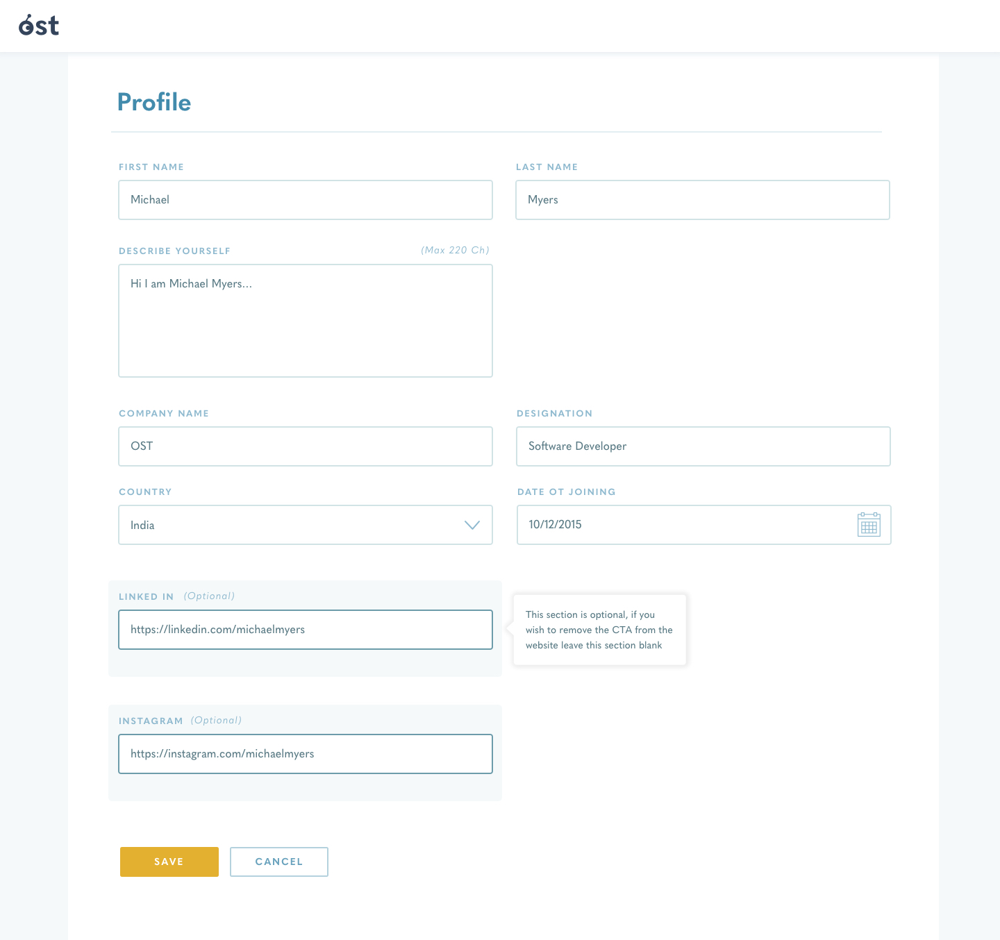 ost
Profile
FIRST NAME
LAST NAME
Michael
Myers
DESCRIBE YOURSELF (Max 220 Ch)
Hi I am Michael Myers...
COMPANY NAME
DESIGNATION
OST
Software Developer
COUNTRY
DATE OT JOINING
India
10/12/2015
LINKED IN (Optional)
https://linkedin.com/michaelmyers
This section is optional, if you
wish to remove the CTA from the
website leave this section blank
INSTAGRAM (Optional)
https://instagram.com/michaelmyers
SAVE
CANCEL